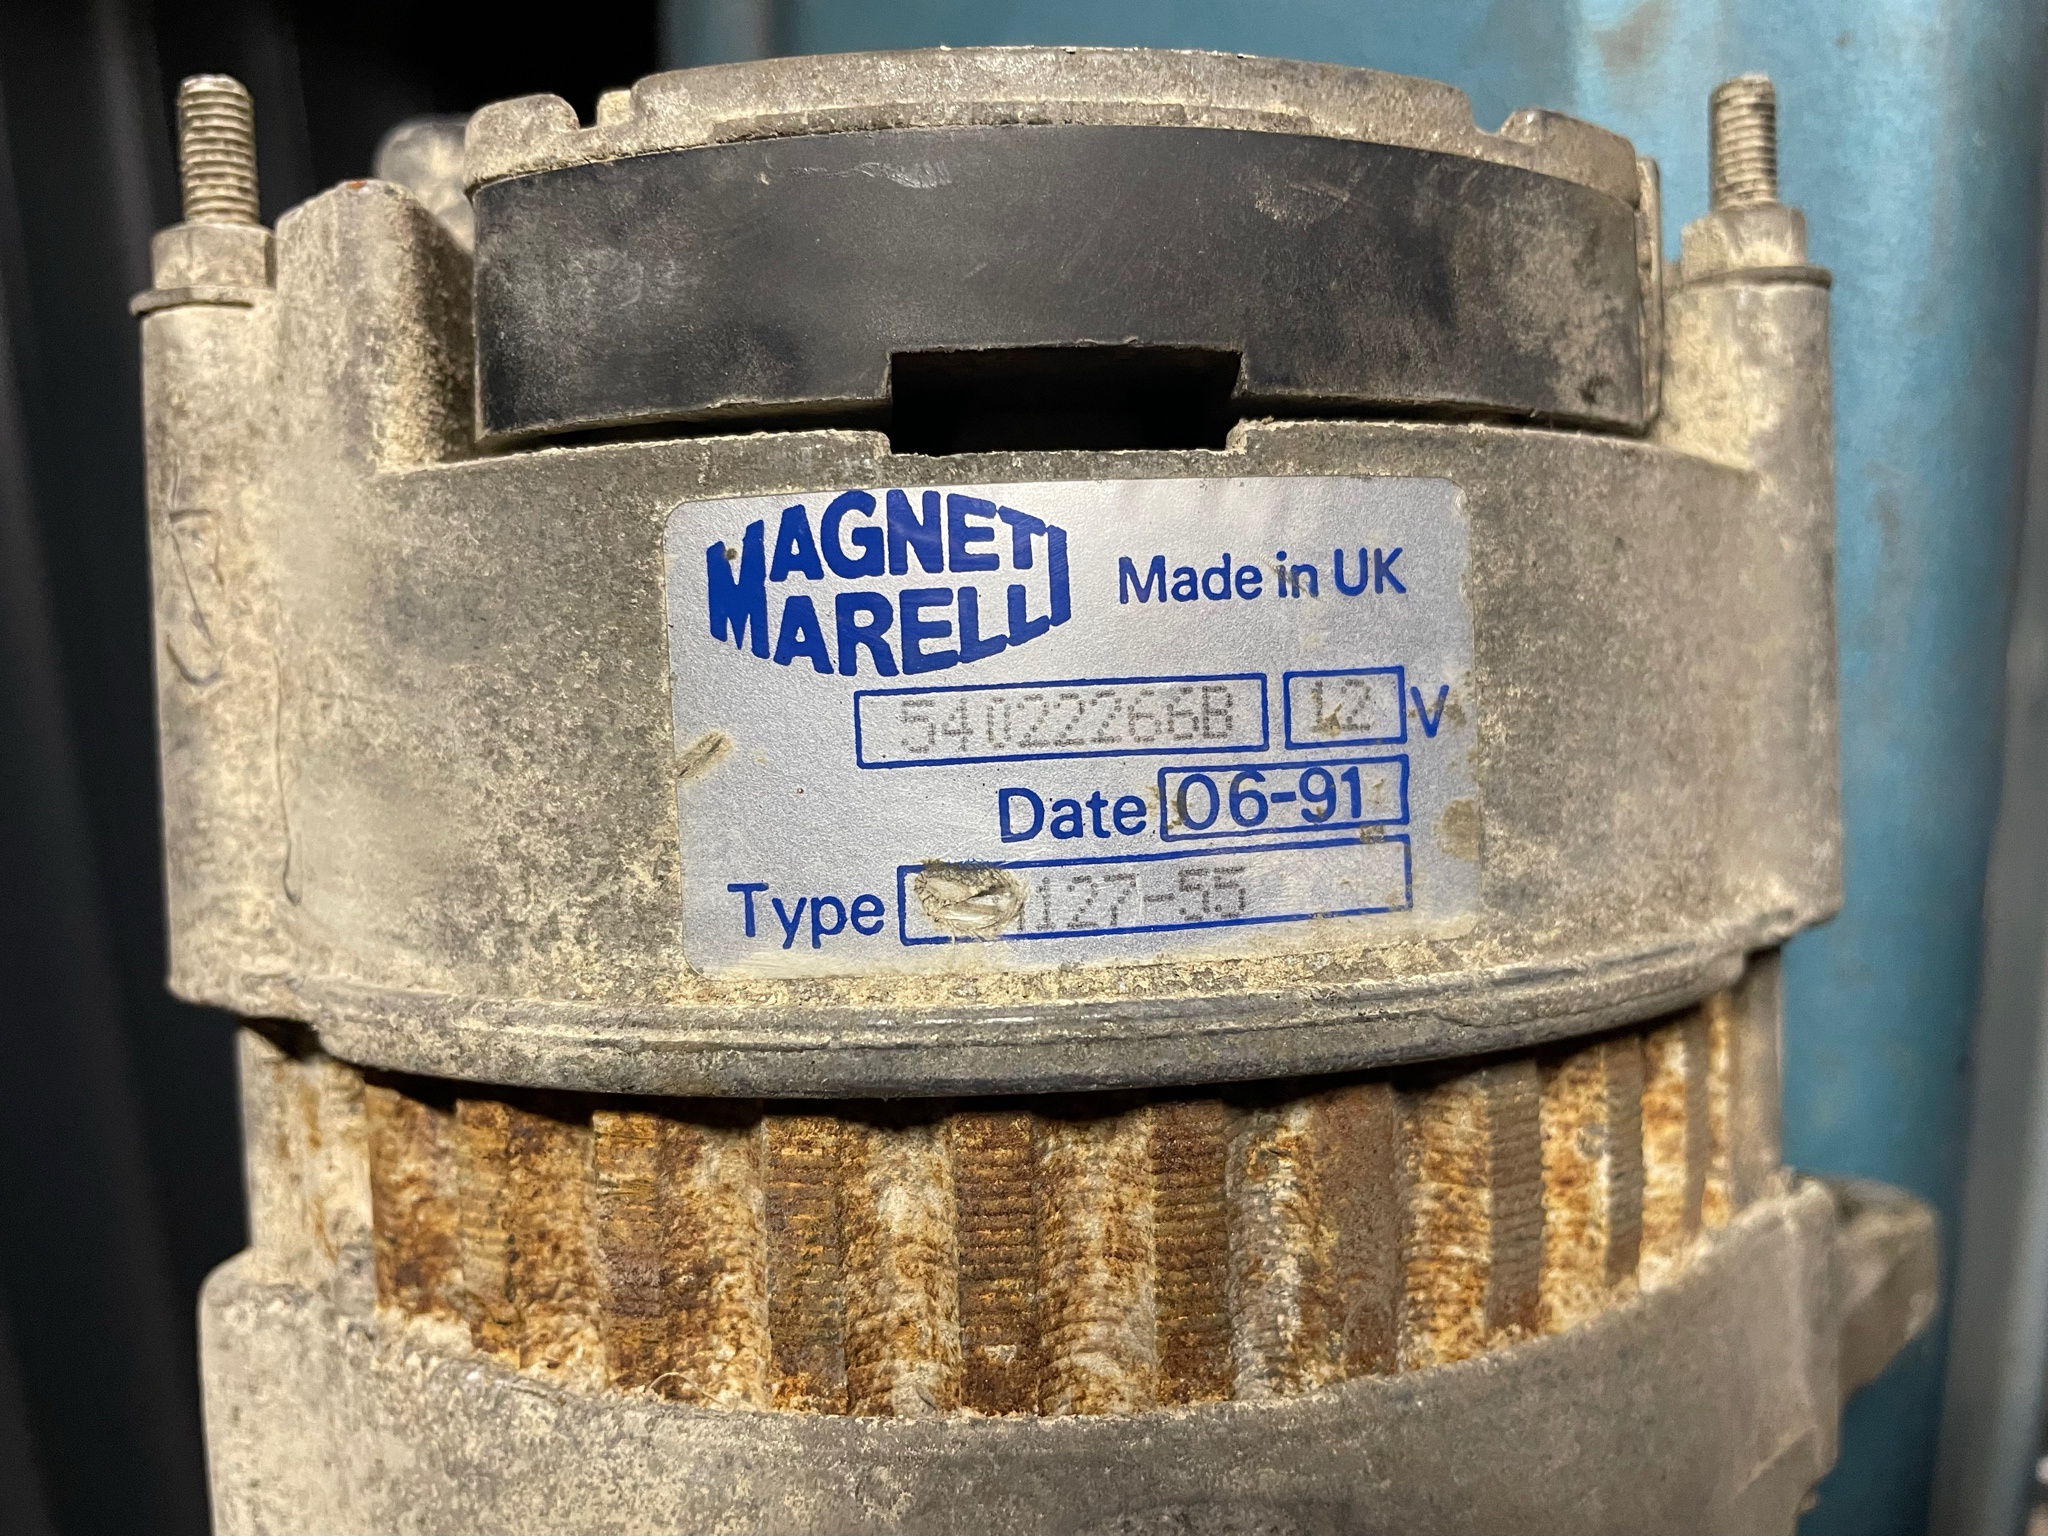 MAGNETI
MARELLI
Made in UK
54022266B 12 V
Date 06-91
Type 127-55